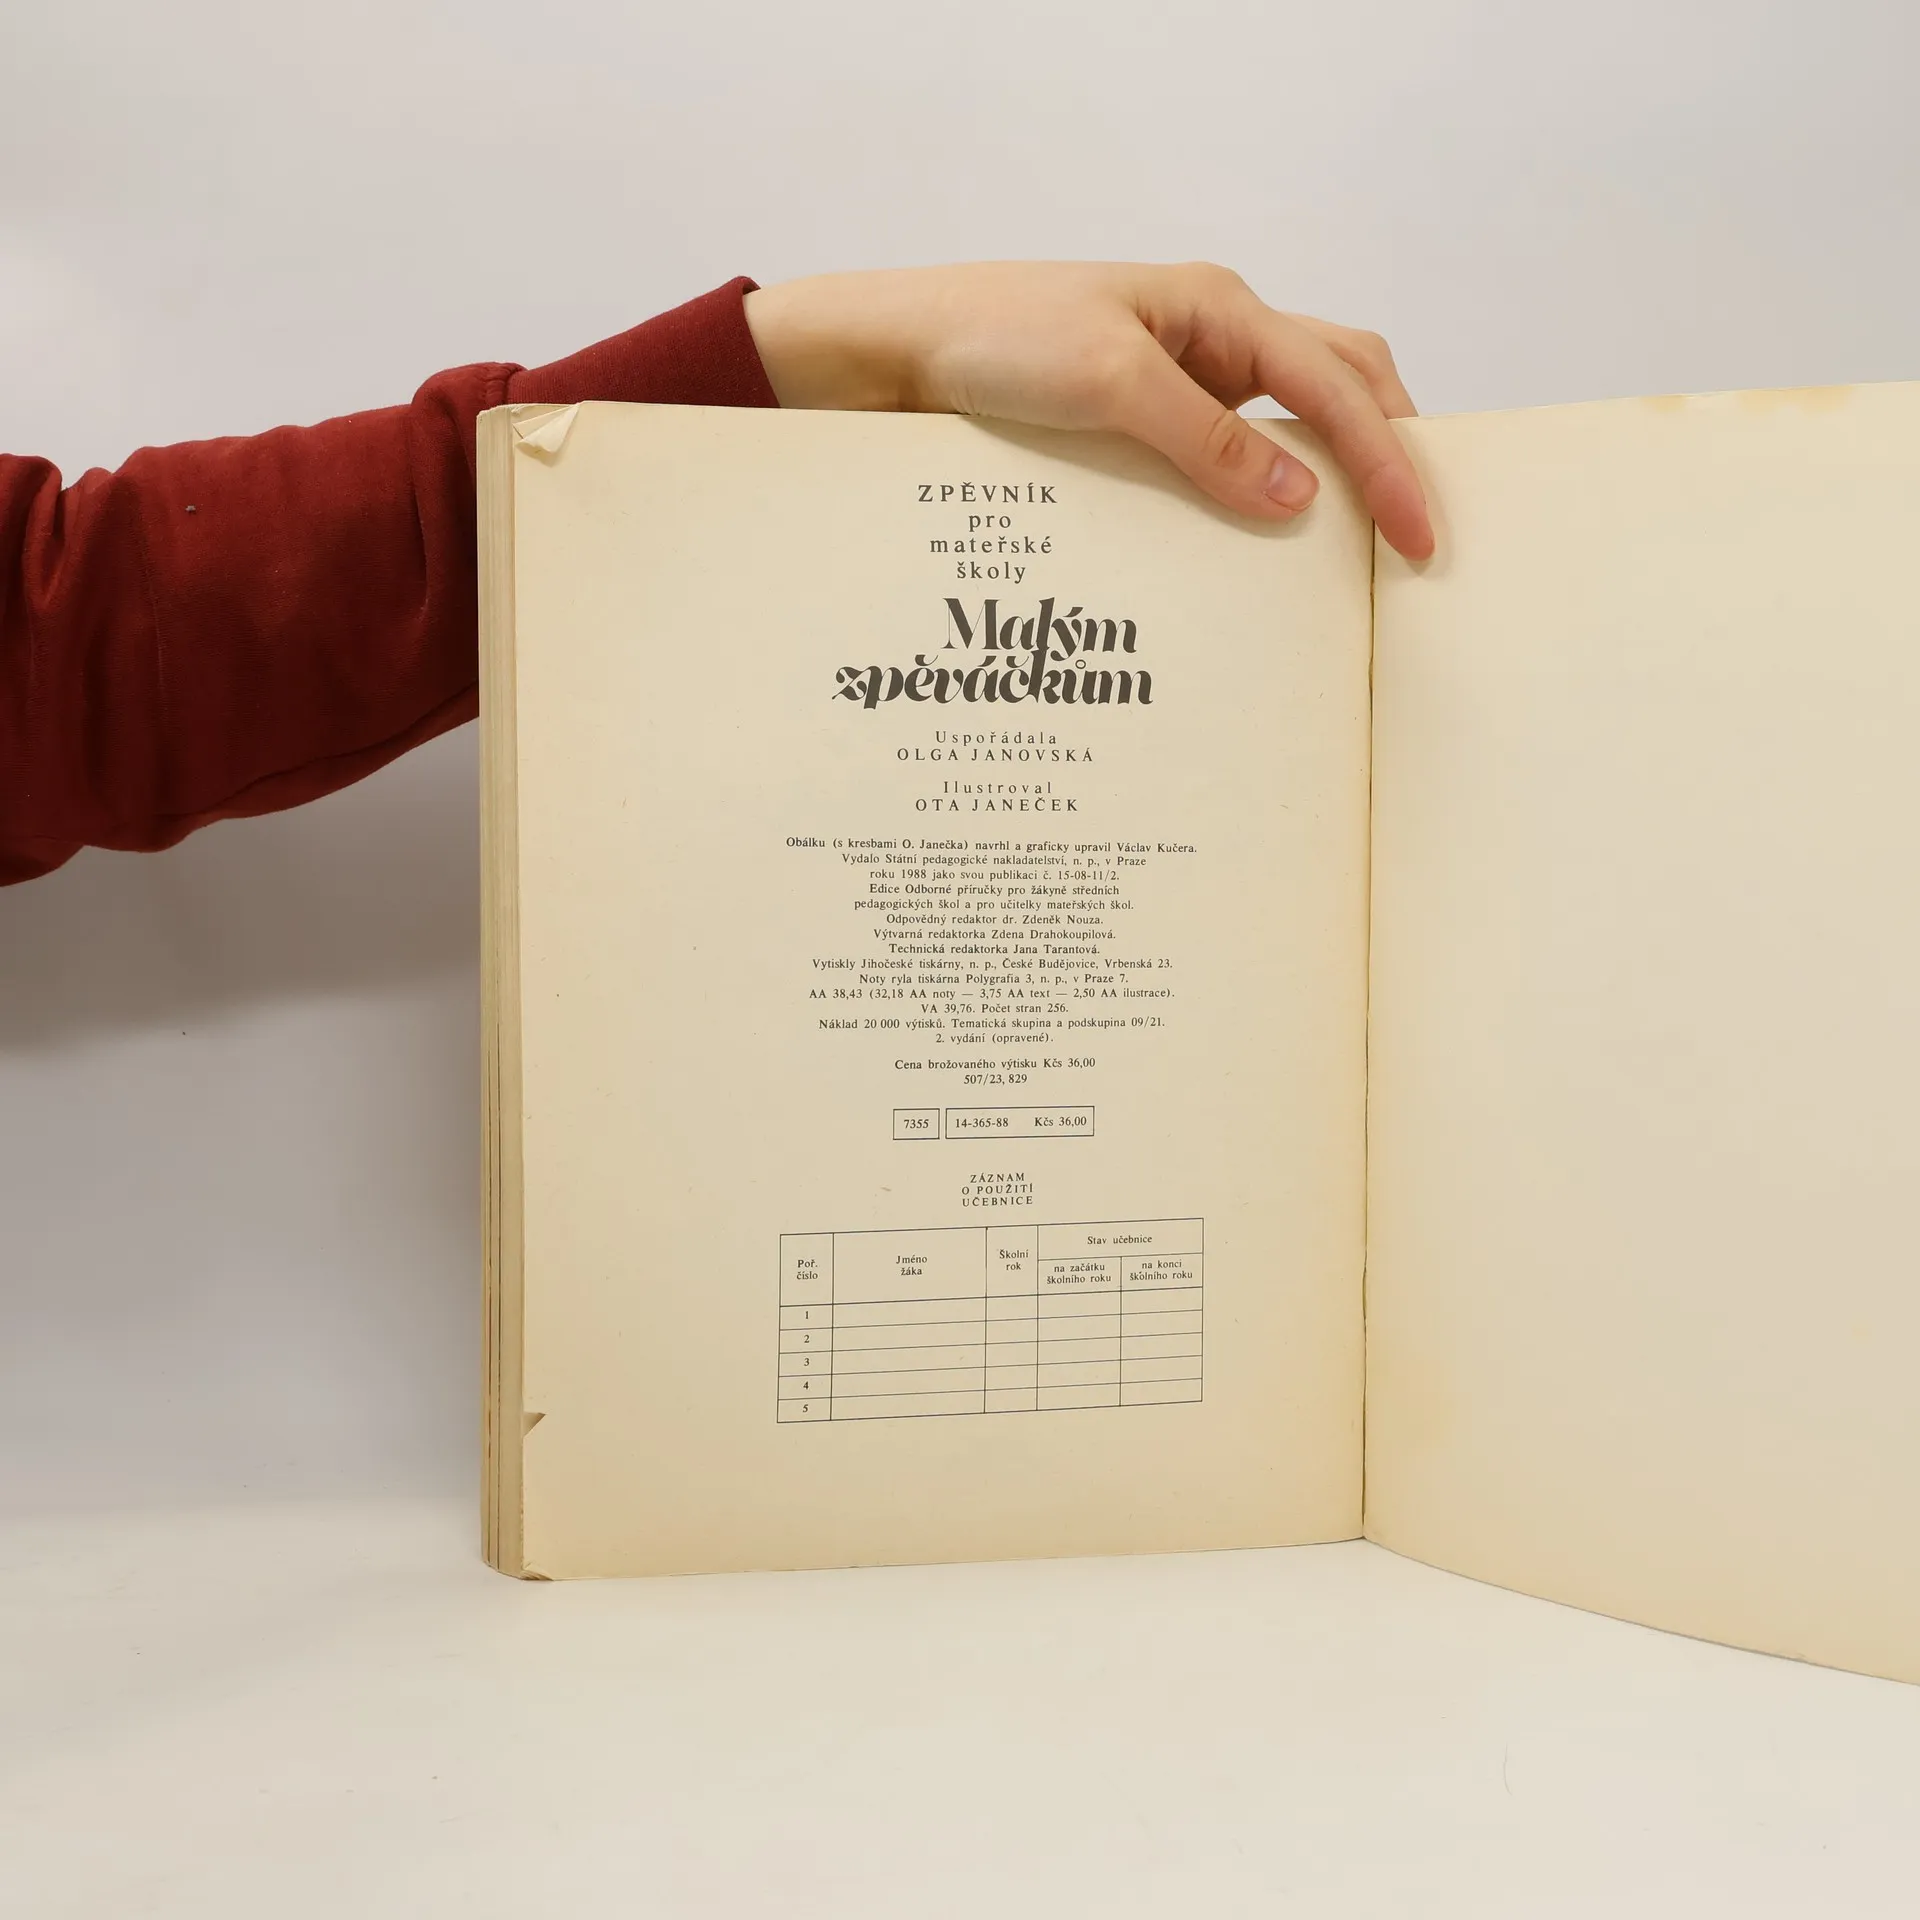 ZPĚVNÍK
pro
mateřské
školy
Malým
zpěváčkům
Uspořádala
OLGA JANOVSKÁ
Ilustroval
OTA JANEČEK
Obálku (s kresbami O. Janečka) navrhl a graficky upravil Václav Kučera.
Vydalo Státní pedagogické nakladatelství, n. p., v Praze
roku 1988 jako svou publikaci č. 15-08-11/2.
Edice Odborné příručky pro žákyně středních
pedagogických škol a pro učitelky mateřských škol.
Odpovědný redaktor dr. Zdeněk Nouza.
Výtvarná redaktorka Zdena Drahokoupilová.
Technická redaktorka Jana Tarantová.
Vytiskly Jihočeské tiskárny, n. p., České Budějovice, Vrbenská 23.
Noty ryla tiskárna Polygrafia 3, n. p., v Praze 7.
AA 38,43 (32,18 AA noty — 3,75 AA text — 2,50 AA ilustrace).
VA 39,76. Počet stran 256.
Náklad 20 000 výtisků. Tematická skupina a podskupina 09/21.
2. vydání (opravené).
Cena brožovaného výtisku Kčs 36,00
507/23, 829
7355 14-365-88 Kčs 36,00
ZÁZNAM
O POUŽITÍ
UČEBNICE
Poř.
číslo
Jméno
žáka
Školní
rok
Stav učebnice
na začátku
školního roku
na konci
školního roku
1
2
3
4
5